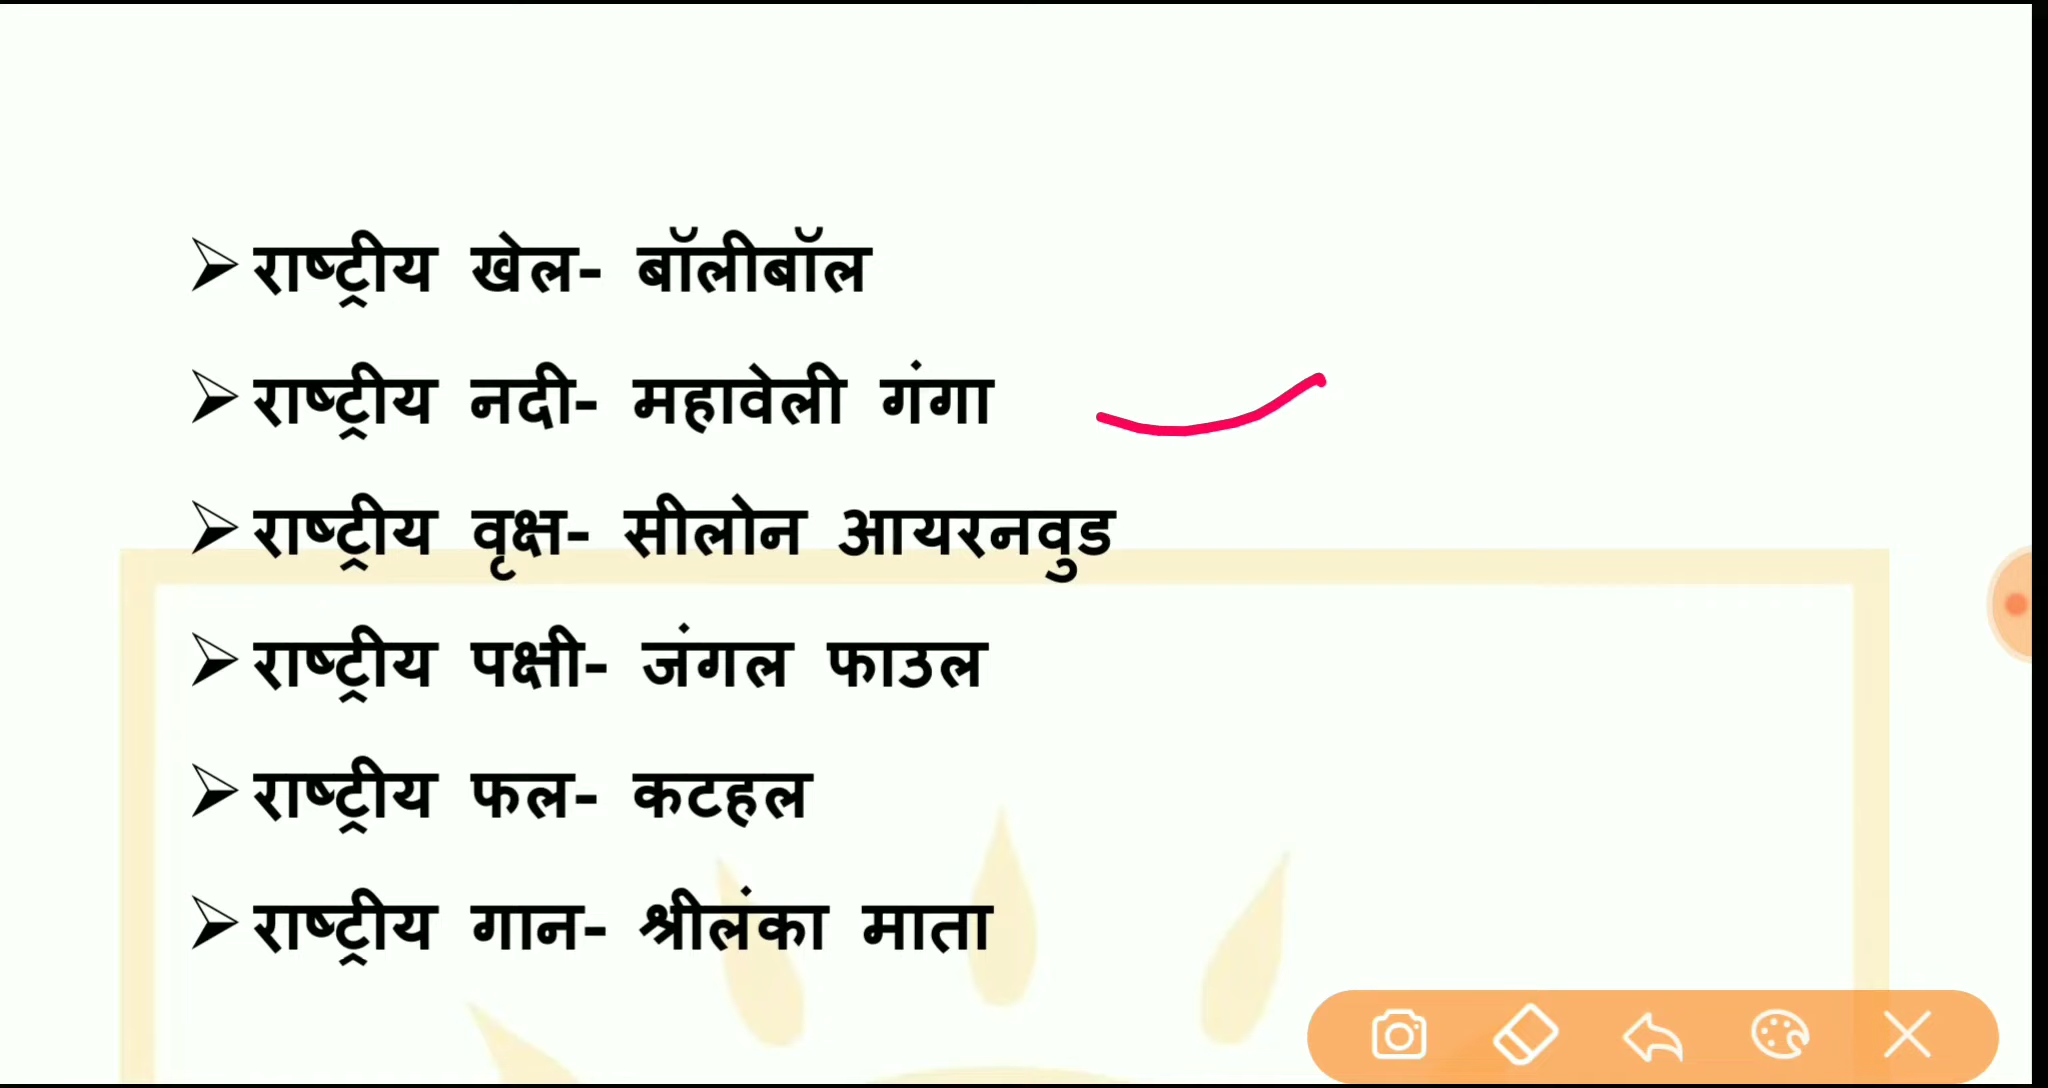 ➢ राष्ट्रीय खेल- बॉलीबॉल
➢ राष्ट्रीय नदी- महावेली गंगा
➢ राष्ट्रीय वृक्ष- सीलोन आयरनवुड
➢ राष्ट्रीय पक्षी- जंगल फाउल
➢ राष्ट्रीय फल- कटहल
➢ राष्ट्रीय गान- श्रीलंका माता